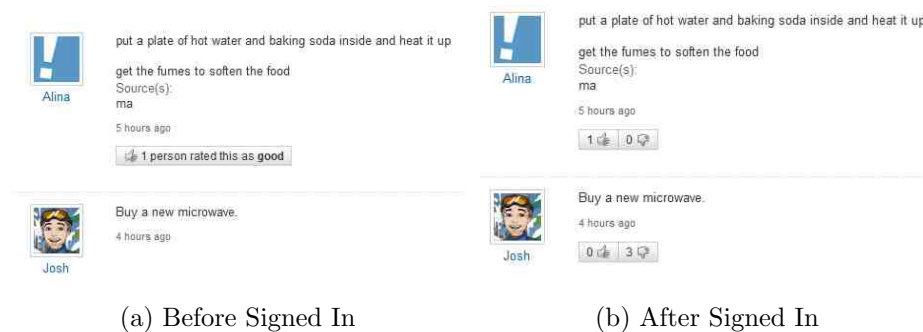 put a plate of hot water and baking soda inside and heat it up
get the fumes to soften the food
Source(s):
ma
Alina
5 hours ago
1 person rated this as good
Buy a new microwave.
4 hours ago
Josh
(a) Before Signed In
put a plate of hot water and baking soda inside and heat it up
get the fumes to soften the food
Source(s):
ma
Alina
5 hours ago
1 0
Buy a new microwave.
4 hours ago
0 3
Josh
(b) After Signed In